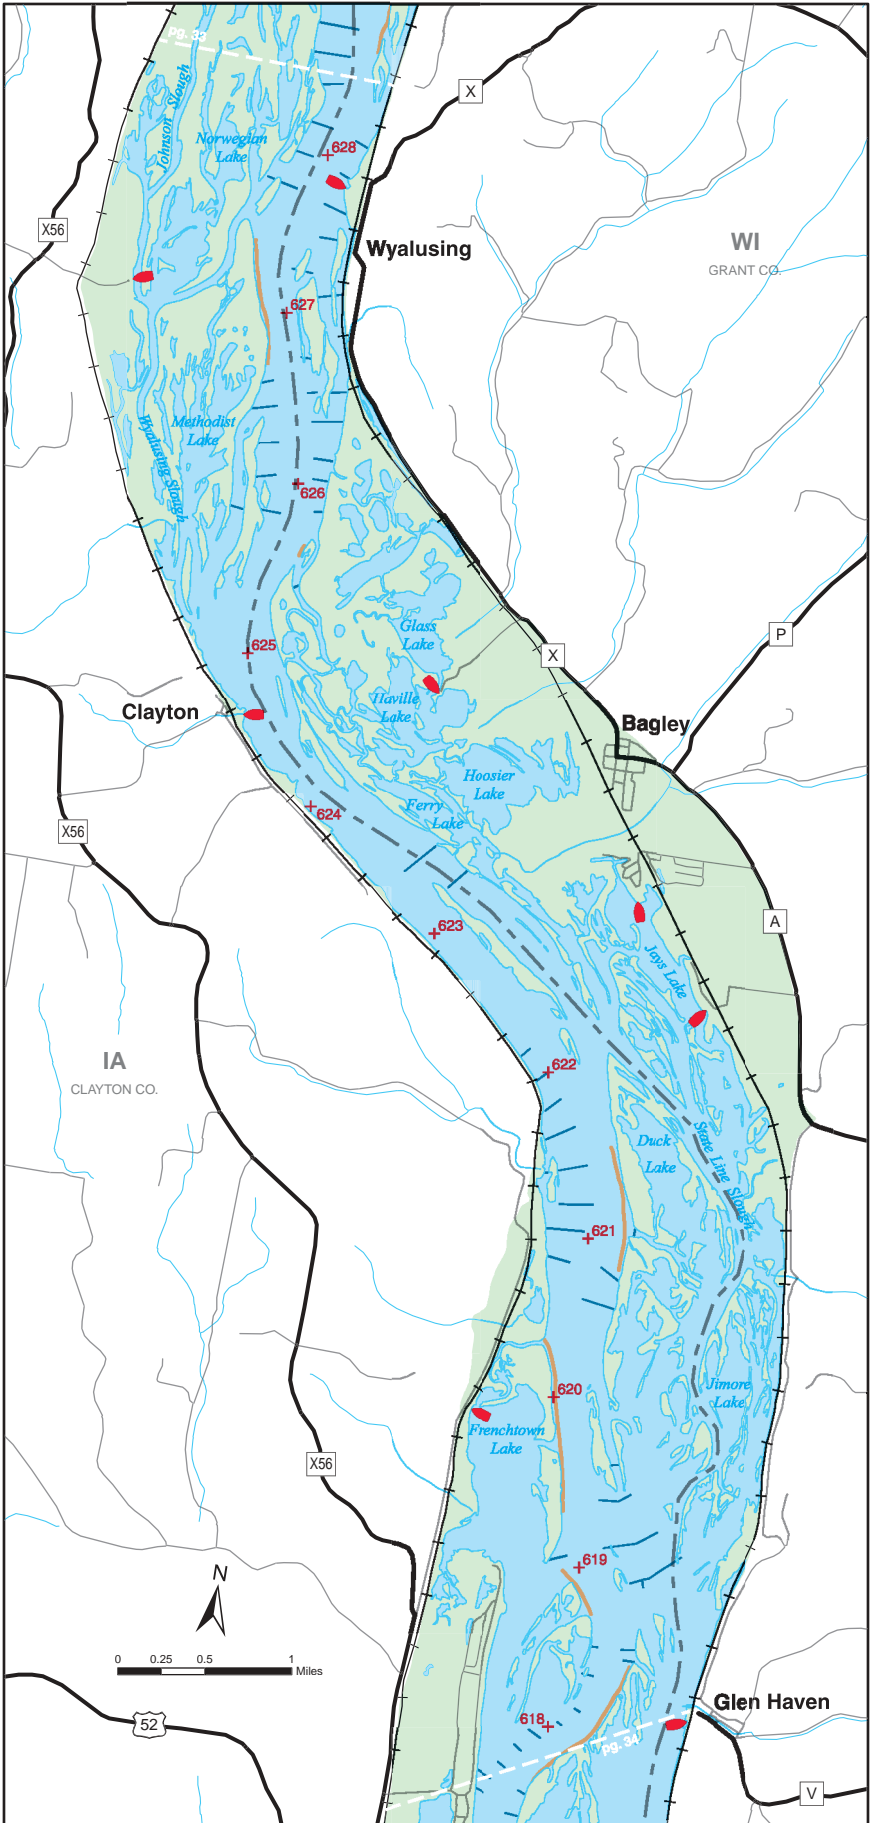 pg. 33
Johnson Slough
Norwegian
Lake
628
X
X56
Wyalusing
WI
GRANT CO.
627
Methodist
Lake
Wyalusing Slough
626
Glass
Lake
625
P
X
Haville
Lake
Clayton
Bagley
Hoosier
Lake
Ferry
Lake
624
X56
623
A
Jays Lake
IA
CLAYTON CO.
622
Duck
Lake
State Line Slough
621
620
Jimore
Lake
Frenchtown
Lake
X56
619
N
0 0.25 0.5 1
Miles
618
Glen Haven
52
pg. 34
V